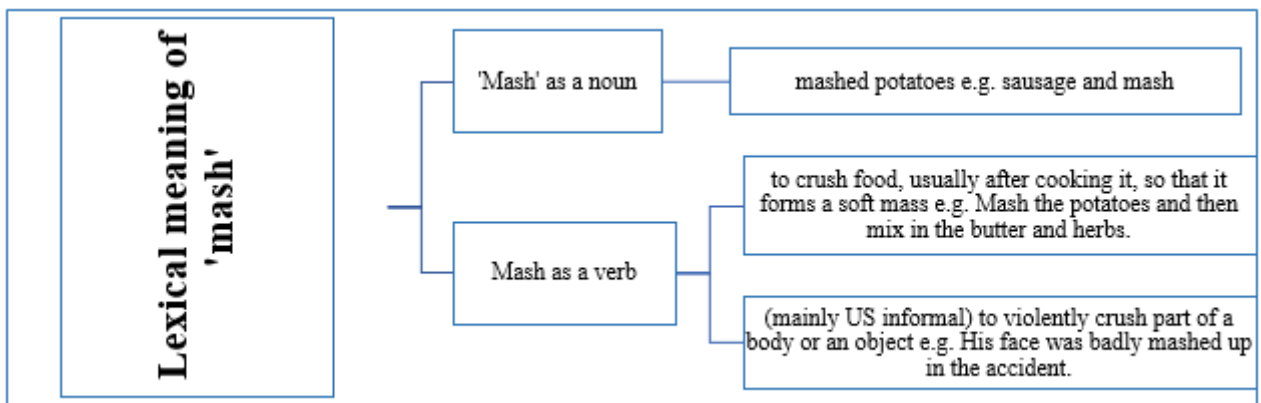 Lexical meaning of
'mash'
'Mash' as a noun
mashed potatoes e.g. sausage and mash
Mash as a verb
to crush food, usually after cooking it, so that it
forms a soft mass e.g. Mash the potatoes and then
mix in the butter and herbs.
(mainly US informal) to violently crush part of a
body or an object e.g. His face was badly mashed up
in the accident.